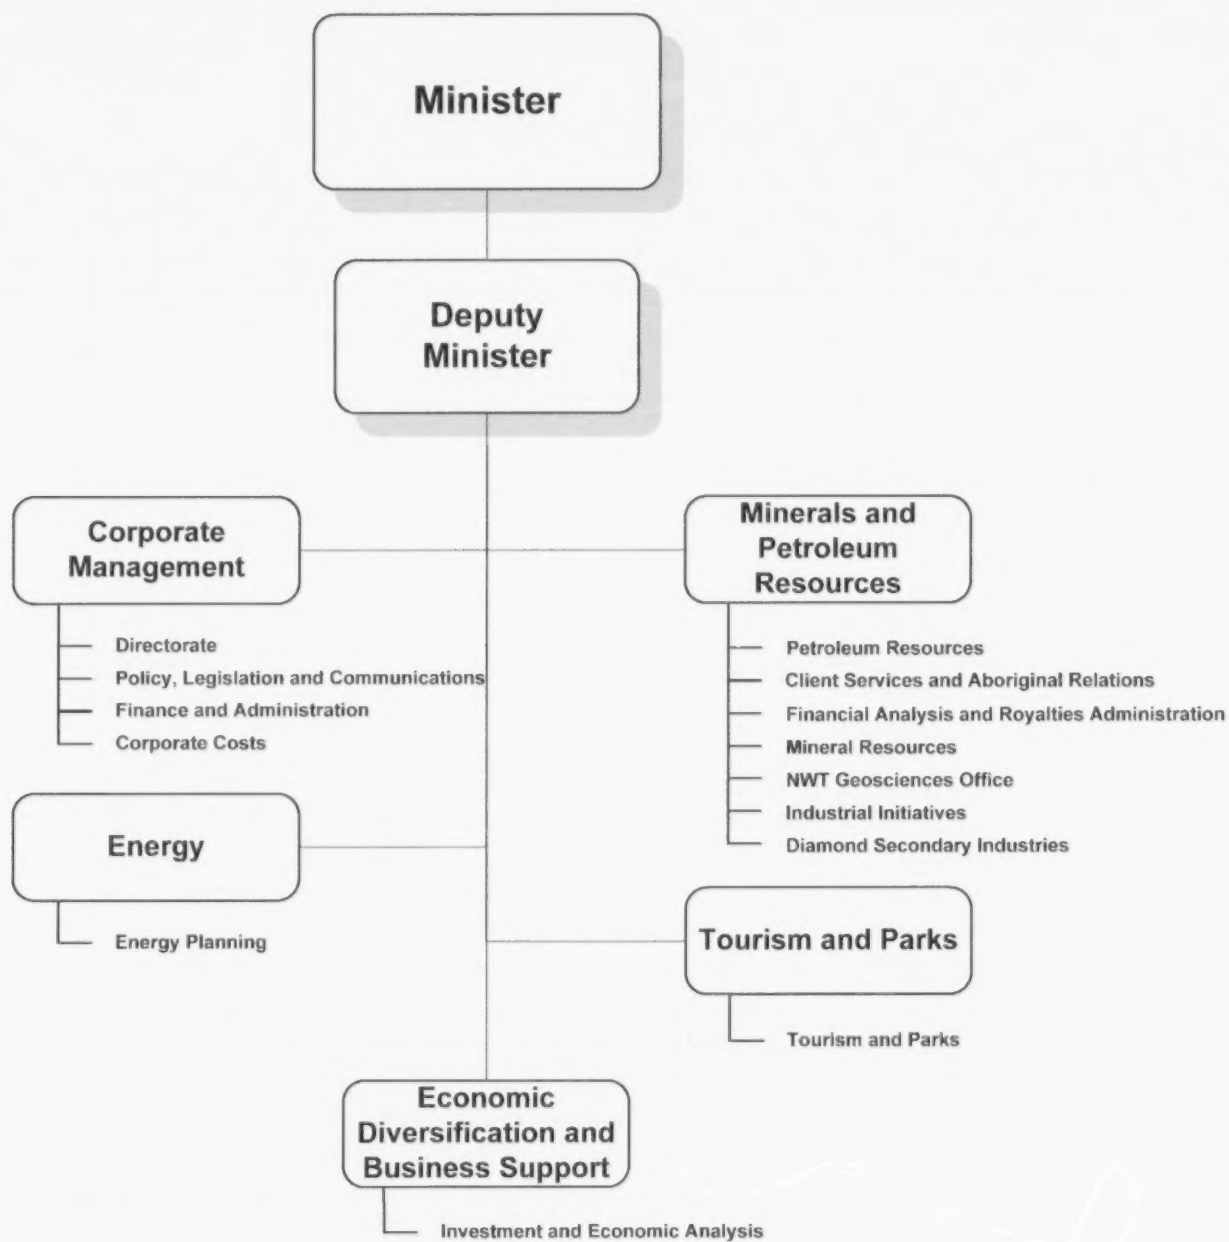 Minister
Deputy
Minister
Corporate
Management
Directorate
Policy, Legislation and Communications
Finance and Administration
Corporate Costs
Minerals and
Petroleum
Resources
Petroleum Resources
Client Services and Aboriginal Relations
Financial Analysis and Royalties Administration
Mineral Resources
NWT Geosciences Office
Industrial Initiatives
Diamond Secondary Industries
Energy
Energy Planning
Tourism and Parks
Tourism and Parks
Economic
Diversification and
Business Support
Investment and Economic Analysis